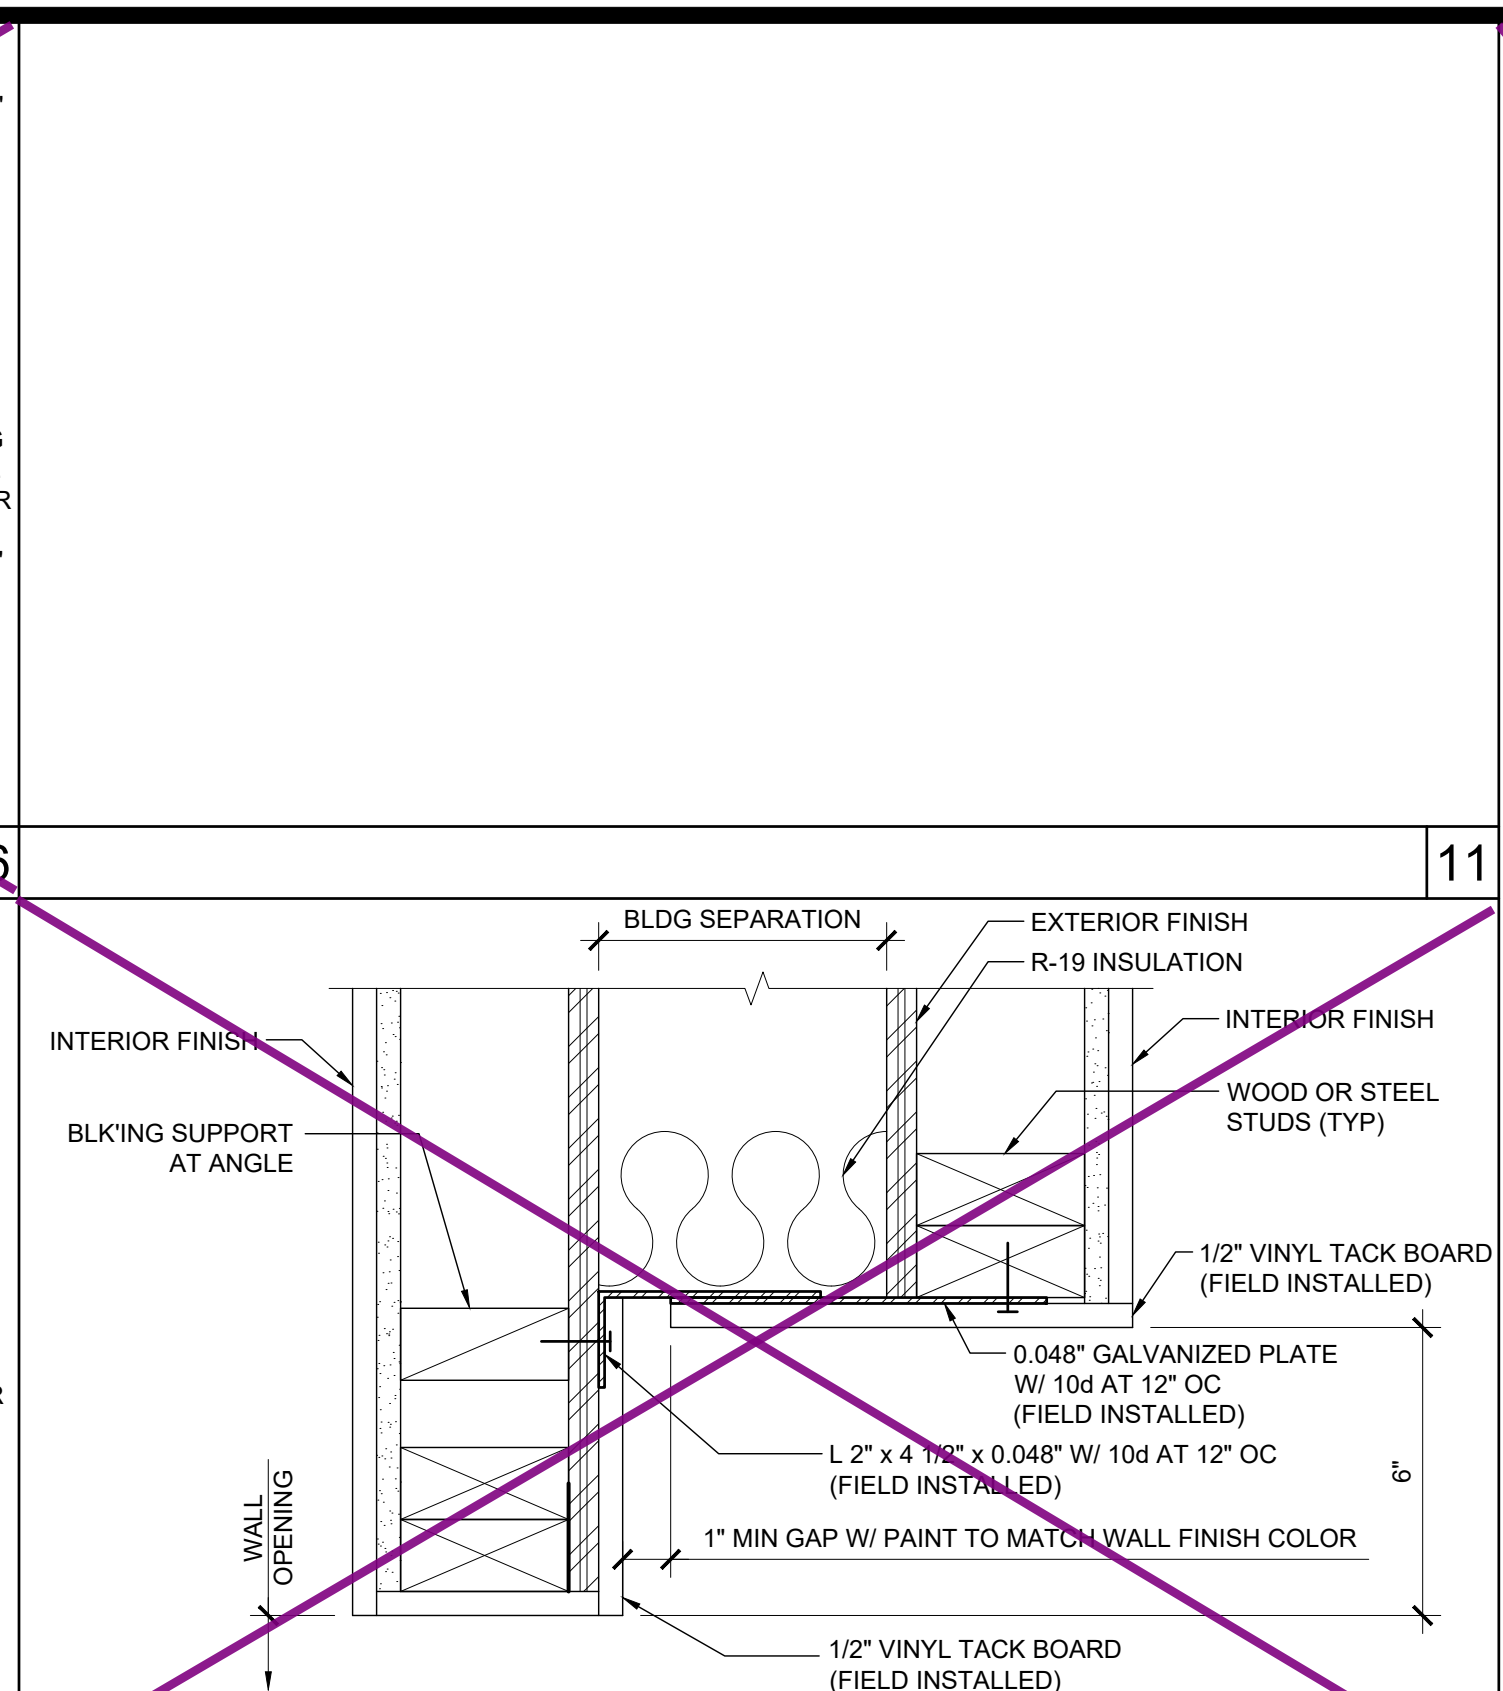 11
BLDG SEPARATION
EXTERIOR FINISH
R-19 INSULATION
INTERIOR FINISH
INTERIOR FINISH
WOOD OR STEEL
STUDS (TYP)
BLK'ING SUPPORT
AT ANGLE
1/2" VINYL TACK BOARD
(FIELD INSTALLED)
0.048" GALVANIZED PLATE
W/ 10d AT 12" OC
(FIELD INSTALLED)
L 2" x 4 1/2" x 0.048" W/ 10d AT 12" OC
(FIELD INSTALLED)
6"
WALL
OPENING
1" MIN GAP W/ PAINT TO MATCH WALL FINISH COLOR
1/2" VINYL TACK BOARD
(FIELD INSTALLED)